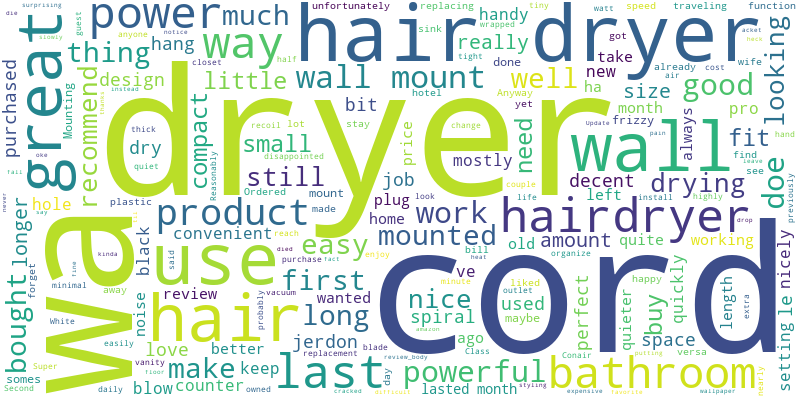 surprising
die
slowly
power
much
unfortunately
replacing
tiny
watt
speed
traveling
function
guest
hair dryer
handy
sink
wrapped
got
acket
neck
anyone
notice
half
tight
done
take
already
air
cost
wife
thing
hang
way
really
closet
hotel
yet
new
looking
great
Mounting
design
little
wall mount
well
Anyway
ha
size
good
purchased
instead
recommend
dryer
bit
stay
change
month
pro
always
thick
dry
compact
recoil
lot
small
price
need
Update
frizzy
fit
hand
thanks
oke
quiet
Reasonably
disappointed
mostly
wall
pain
find
leave
see
doe
fall
still
job
couple
decent
drying
previously
never
hole
plastic
Ordered
mount
plug
life
install
left
highly
say
product
made
home
look
work
hairdryer
drop
longer
black
convenient
easy
reach
mounted
old
amount
quite
working
nicely
kinda
wa
said
use
died
fact
bill
heat
organize
forget
minimal
fine
purchase
enjoy
first
ve
cord
happy
extra
away
review
probably
vacuum
wanted
minute
liked
outlet
perfect
quieter
buy
quickly
length
bought
White
noise
hair
long
nice
used
spiral
maybe
space
setting
easily
love
better
jerdon
ago
Class
Conair
versa
le
Super
vanity
floor
make
keep
last
replacement
blade
review_body
powerful
bathroom
putting
nearly
somes
Second
daily
blow
counter
owned
cracked
amazon
day
lasted month
difficult
styling
expensive
favorite
wallpaper